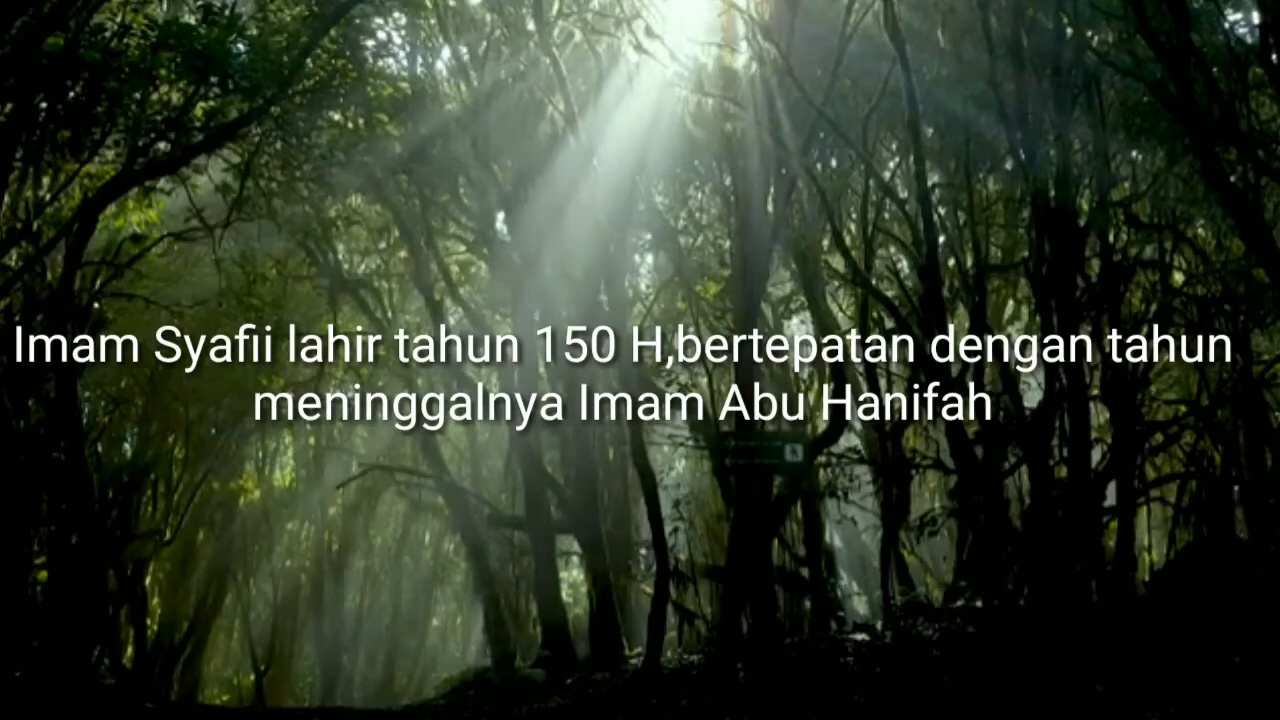 Imam Syafii lahir tahun 150 H,bertepatan dengan tahun
meninggalnya Imam Abu Hanifah